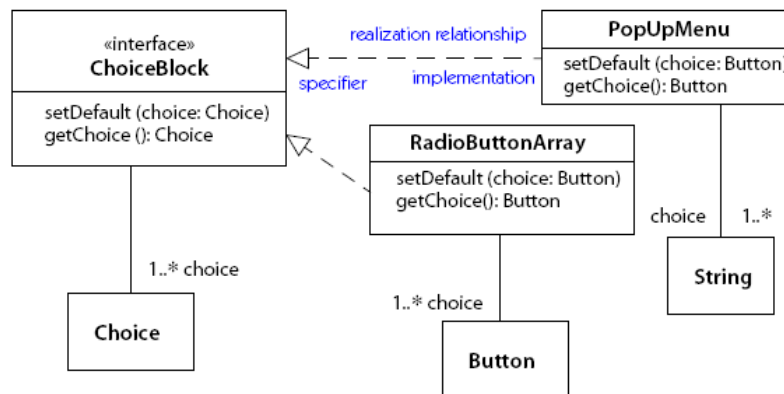 «interface»
ChoiceBlock
setDefault (choice: Choice)
getChoice (): Choice
realization relationship
specifier
implementation
PopUpMenu
setDefault (choice: Button)
getChoice(): Button
RadioButtonArray
setDefault (choice: Button)
getChoice(): Button
1..* choice
Choice
1..* choice
Button
choice 1..*
String